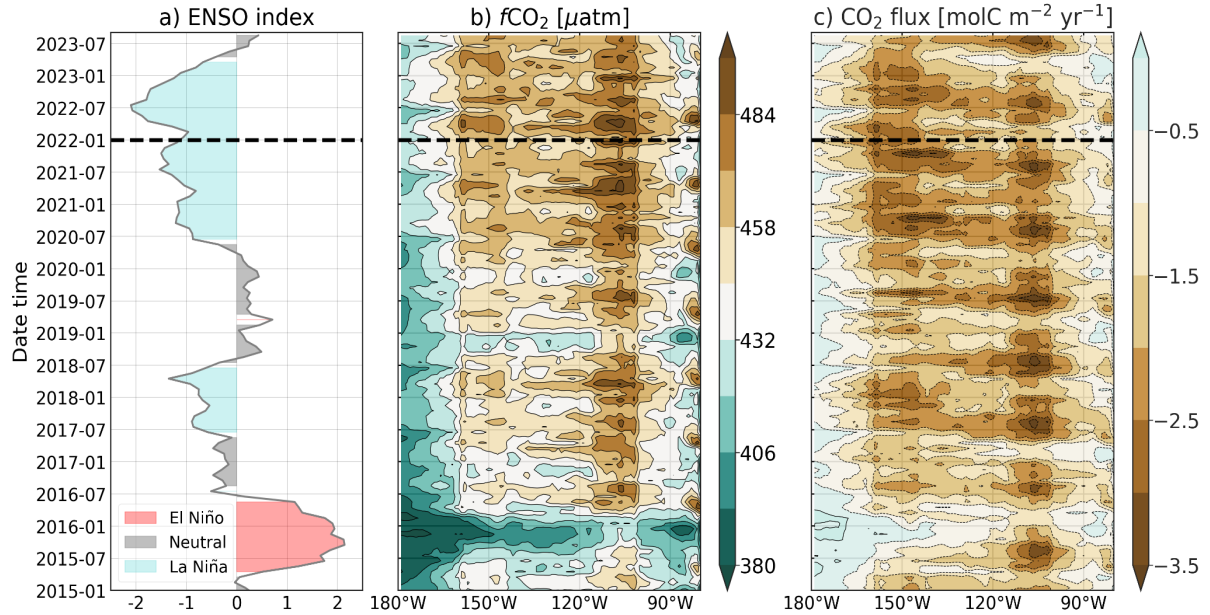 a) ENSO index
b) fCO₂ [μatm]
c) CO₂ flux [molC m⁻² yr⁻¹]
Date time
2023-07
2023-01
2022-07
2022-01
2021-07
2021-01
2020-07
2020-01
2019-07
2019-01
2018-07
2018-01
2017-07
2017-01
2016-07
2016-01
2015-07
2015-01
El Niño
Neutral
La Niña
-2 -1 0 1 2
180°W 150°W 120°W 90°W
484
458
432
406
380
180°W 150°W 120°W 90°W
−0.5
−1.5
−2.5
−3.5